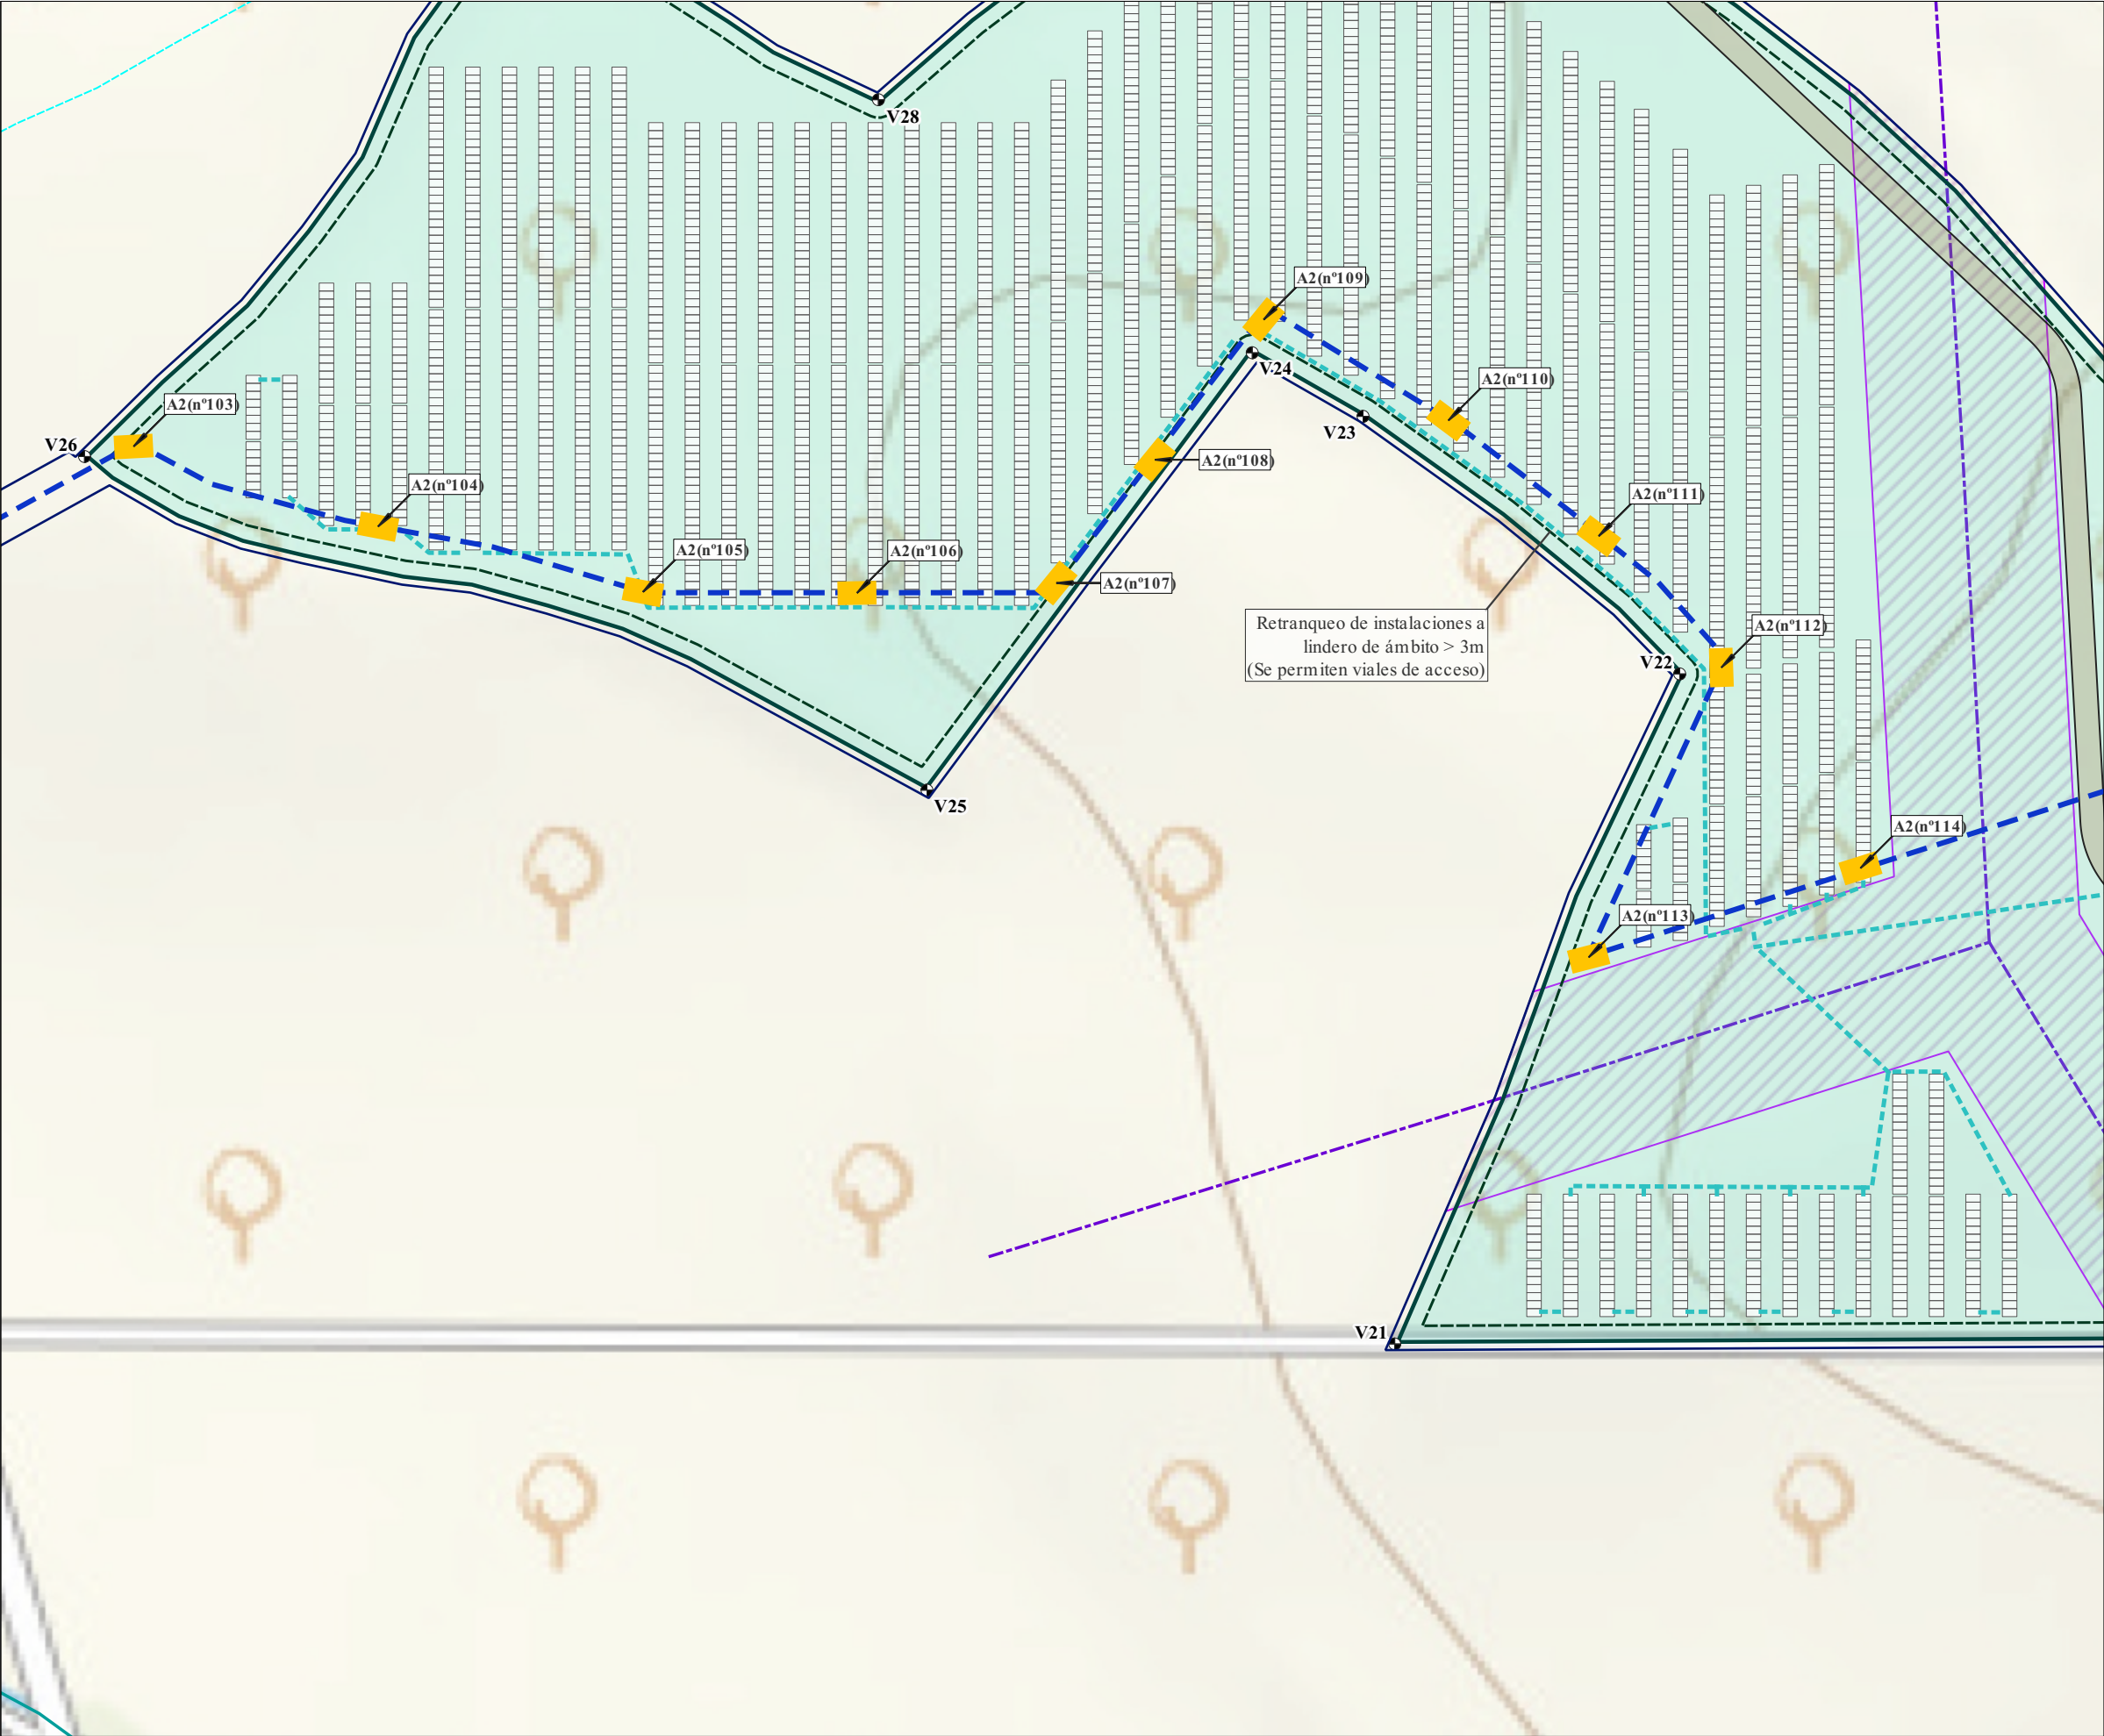 V28
A2(nº109)
V24
A2(nº110)
A2(nº103)
V23
V26
A2(nº108)
A2(nº104)
A2(nº111)
A2(nº105)
A2(nº106)
A2(nº107)
Retranqueo de instalaciones a
lindero de ámbito > 3m
(Se permiten viales de acceso)
A2(nº112)
V22
V25
A2(nº114)
A2(nº113)
V21